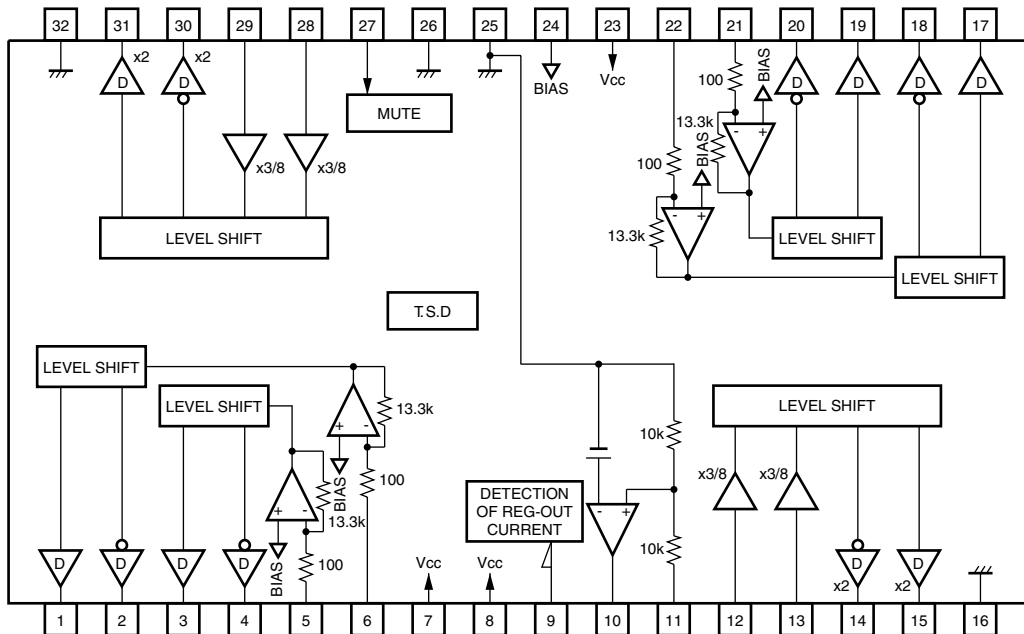 32 31 30 29 28 27 26 25 24 23 22 21 20 19 18 17
x2 x2
D D
BIAS
Vcc
BIAS
100
D D D D
MUTE
x3/8 x3/8
13.3k
- +
BIAS
100
- +
13.3k
LEVEL SHIFT
LEVEL SHIFT
LEVEL SHIFT
T.S.D
LEVEL SHIFT
LEVEL SHIFT
13.3k
+ -
LEVEL SHIFT
10k
BIAS
100
x3/8 x3/8
DETECTION
OF REG-OUT
CURRENT
+ -
13.3k
- +
10k
D D D D
BIAS
100
Vcc Vcc
D D
x2 x2
1 2 3 4 5 6 7 8 9 10 11 12 13 14 15 16